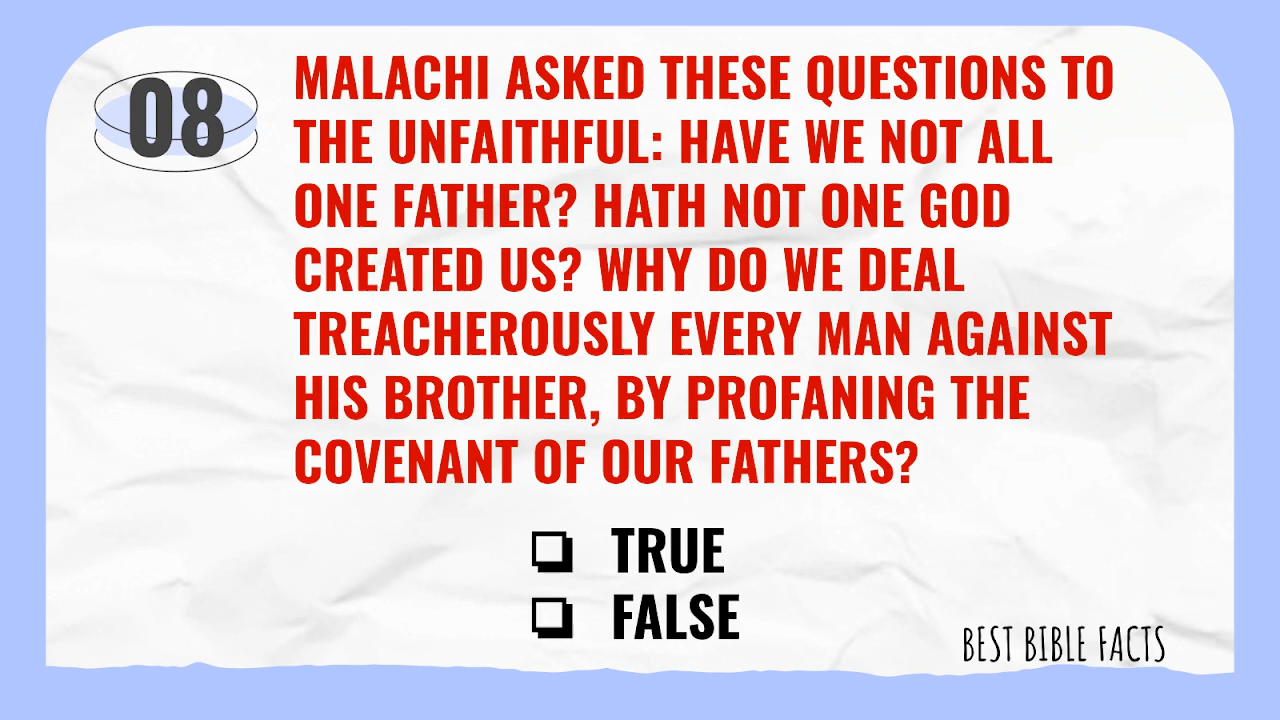 08
MALACHI ASKED THESE QUESTIONS TO
THE UNFAITHFUL: HAVE WE NOT ALL
ONE FATHER? HATH NOT ONE GOD
CREATED US? WHY DO WE DEAL
TREACHEROUSLY EVERY MAN AGAINST
HIS BROTHER, BY PROFANING THE
COVENANT OF OUR FATHERS?
❏ TRUE
❏ FALSE
BEST BIBLE FACTS